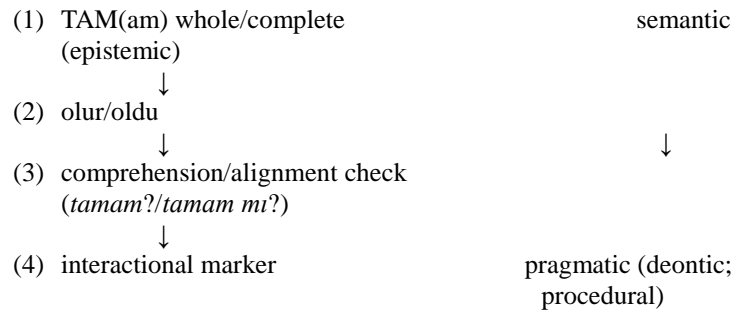 (1) TAM(am) whole/complete semantic
(epistemic)
↓
(2) olur/oldu
↓ ↓
(3) comprehension/alignment check
(tamam?/tamam mı?)
↓
(4) interactional marker pragmatic (deontic;
procedural)